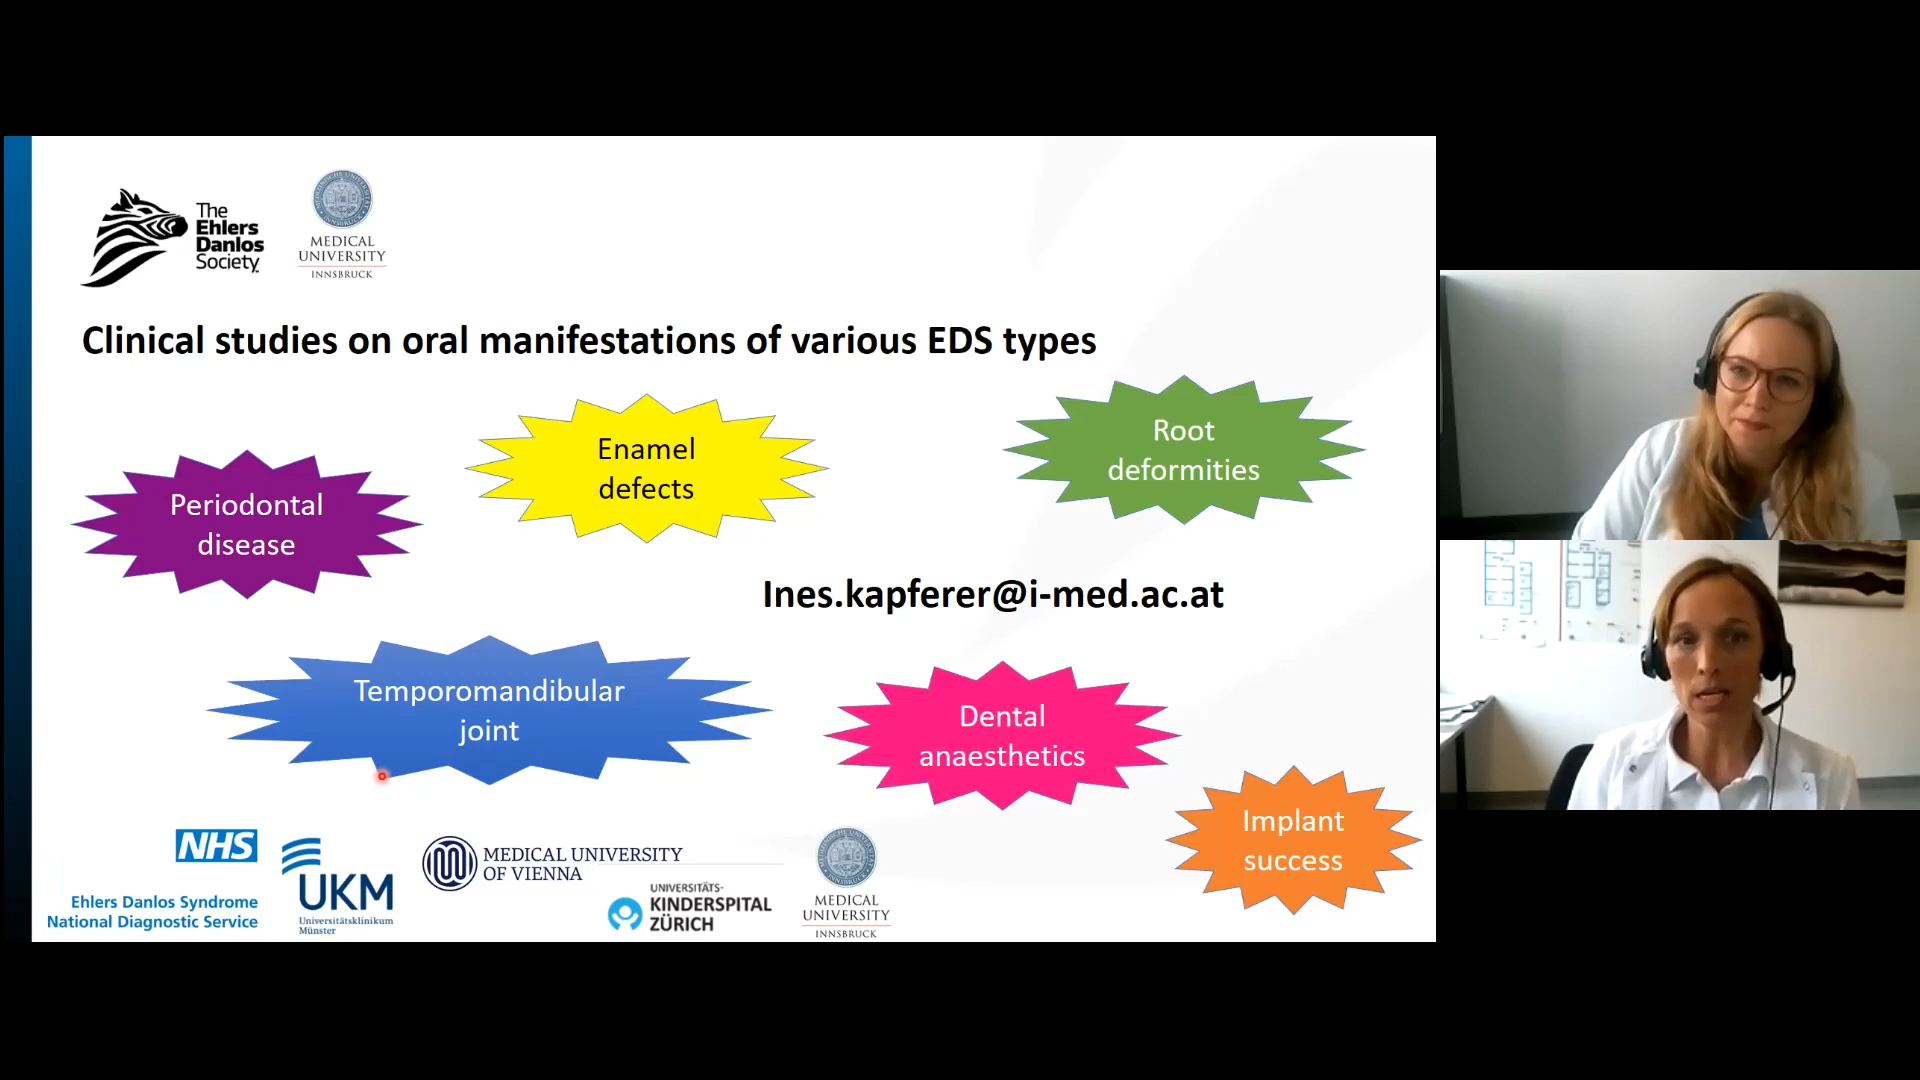 The
Ehlers
Danlos
Society
MEDICAL
UNIVERSITY
INNSBRUCK
Clinical studies on oral manifestations of various EDS types
Periodontal
disease
Enamel
defects
Root
deformities
Ines.kapferer@i-med.ac.at
Temporomandibular
joint
Dental
anaesthetics
Implant
success
NHS
Ehlers Danlos Syndrome
National Diagnostic Service
UKM
Universitätsklinikum
Münster
MEDICAL UNIVERSITY
OF VIENNA
UNIVERSITÄTS-
KINDERSPITAL
ZÜRICH
MEDICAL
UNIVERSITY
INNSBRUCK